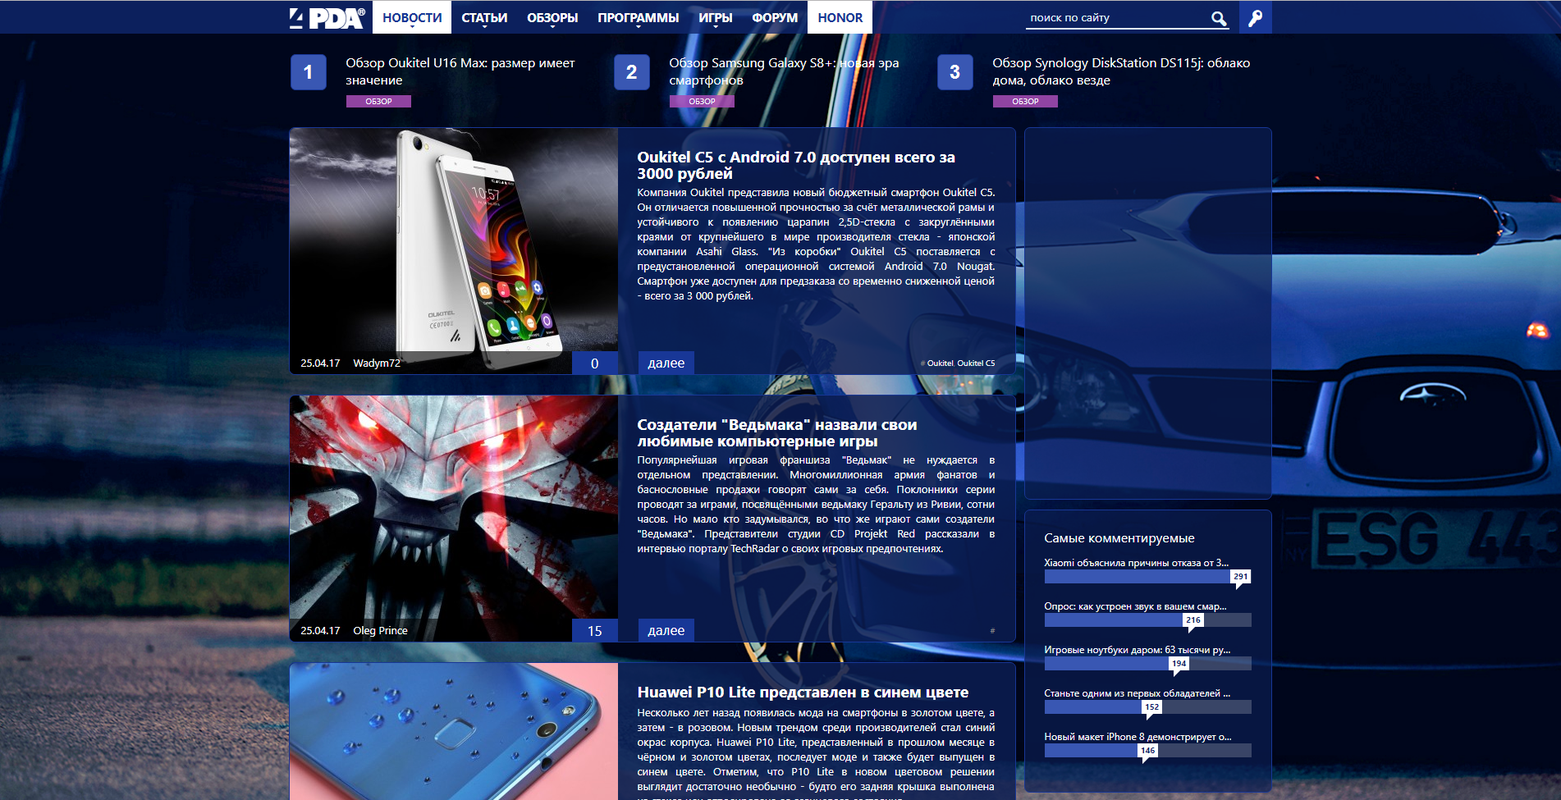 4PDA®
НОВОСТИ
СТАТЬИ
ОБЗОРЫ
ПРОГРАММЫ
ИГРЫ
ФОРУМ
HONOR
поиск по сайту
1
Обзор Oukitel U16 Max: размер имеет
значение
ОБЗОР
2
Обзор Samsung Galaxy S8+: новая эра
смартфонов
ОБЗОР
3
Обзор Synology DiskStation DS115j: облако
дома, облако везде
ОБЗОР
10:57
OUKITEL
25.04.17 Wadym72
0
Oukitel C5 с Android 7.0 доступен всего за
3000 рублей
Компания Oukitel представила новый бюджетный смартфон Oukitel C5.
Он отличается повышенной прочностью за счёт металлической рамы и
устойчивого к появлению царапин 2,5D-стекла с закруглёнными
краями от крупнейшего в мире производителя стекла - японской
компании Asahi Glass. "Из коробки" Oukitel C5 поставляется с
предустановленной операционной системой Android 7.0 Nougat.
Смартфон уже доступен для предзаказа со временно сниженной ценой
- всего за 3 000 рублей.
далее
# Oukitel, Oukitel C5
25.04.17 Oleg Prince
15
Создатели "Ведьмака" назвали свои
любимые компьютерные игры
Популярнейшая игровая франшиза "Ведьмак" не нуждается в
отдельном представлении. Многомиллионная армия фанатов и
баснословные продажи говорят сами за себя. Поклонники серии
проводят за играми, посвящёнными ведьмаку Геральту из Ривии, сотни
часов. Но мало кто задумывался, во что же играют сами создатели
"Ведьмака". Представители студии CD Projekt Red рассказали в
интервью порталу TechRadar о своих игровых предпочтениях.
далее
#
Huawei P10 Lite представлен в синем цвете
Несколько лет назад появилась мода на смартфоны в золотом цвете, а
затем - в розовом. Новым трендом среди производителей стал синий
окрас корпуса. Huawei P10 Lite, представленный в прошлом месяце в
чёрном и золотом цветах, последует моде и также будет выпущен в
синем цвете. Отметим, что P10 Lite в новом цветовом решении
выглядит достаточно необычно - будто его задняя крышка выполнена
ESG 443
Самые комментируемые
Xiaomi объяснила причины отказа от 3...
291
Опрос: как устроен звук в вашем смар...
216
Игровые ноутбуки даром: 63 тысячи ру...
194
Станьте одним из первых обладателей ...
152
Новый макет iPhone 8 демонстрирует о...
146